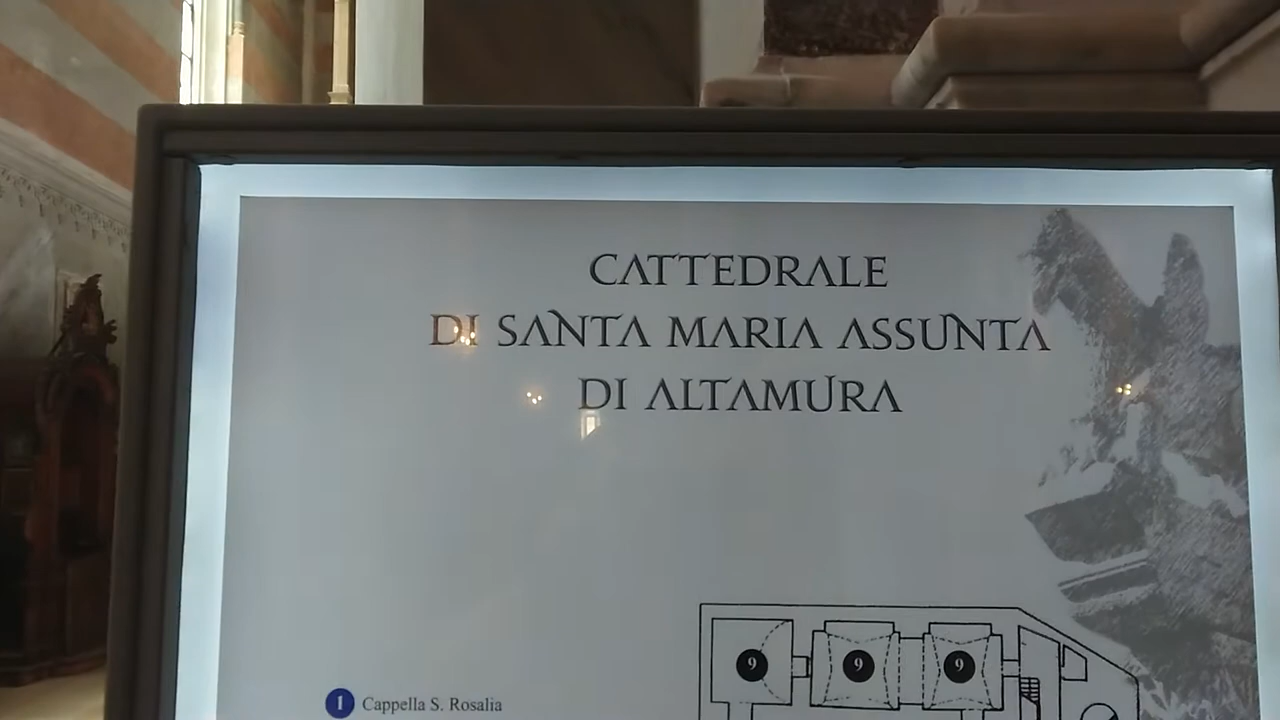 CATTEDRALE
DI SANTA MARIA ASSUNTA
DI ALTAMURA
9 9 9
1 Cappella S. Rosalia